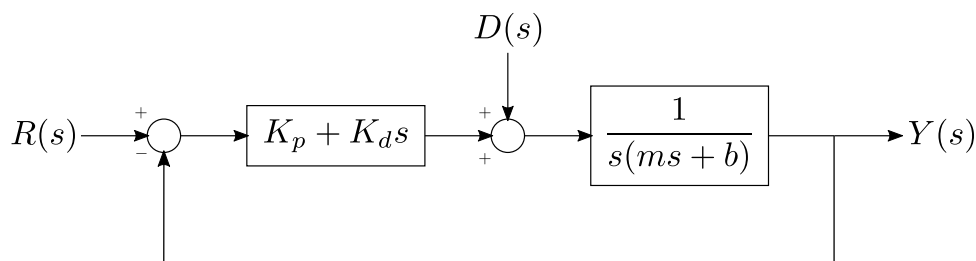 D(s)
+
+
1
R(s)
K_p + K_d s
Y(s)
−
+
s(ms + b)